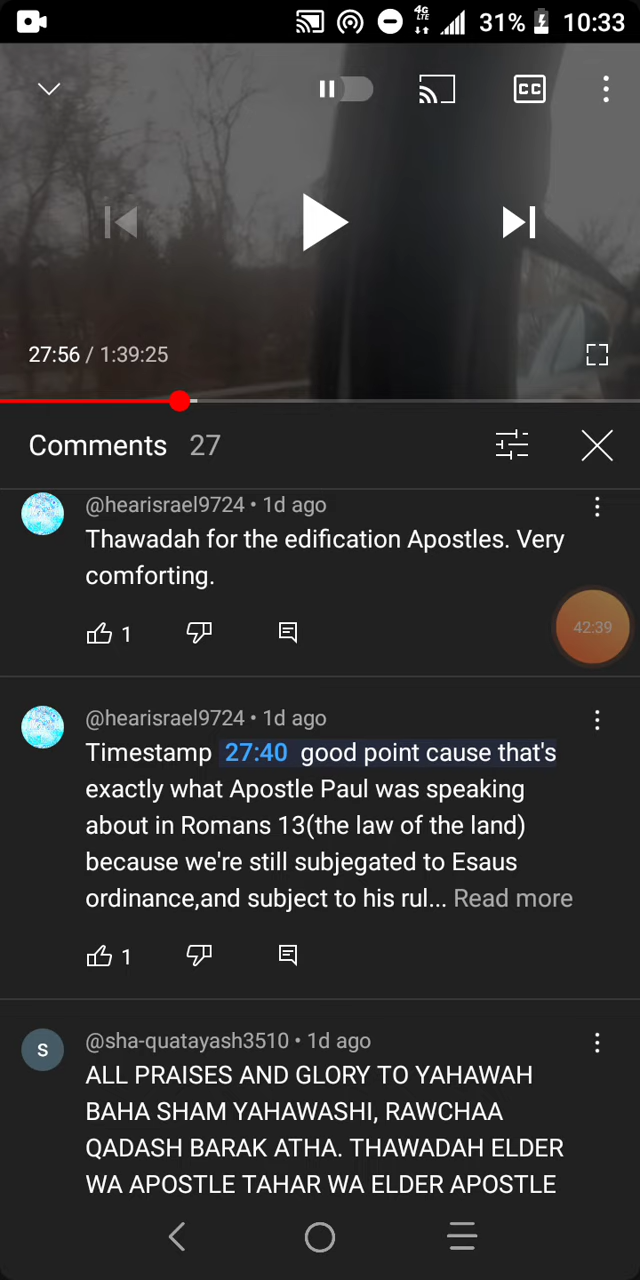 4G
LTE
31%
10:33
CC
27:56 / 1:39:25
Comments 27
@hearisrael9724 • 1d ago
Thawadah for the edification Apostles. Very
comforting.
1
42:39
@hearisrael9724 • 1d ago
Timestamp 27:40 good point cause that's
exactly what Apostle Paul was speaking
about in Romans 13(the law of the land)
because we're still subjegated to Esaus
ordinance,and subject to his rul... Read more
1
S
@sha-quatayash3510 • 1d ago
ALL PRAISES AND GLORY TO YAHAWAH
BAHA SHAM YAHAWASHI, RAWCHAA
QADASH BARAK ATHA. THAWADAH ELDER
WA APOSTLE TAHAR WA ELDER APOSTLE